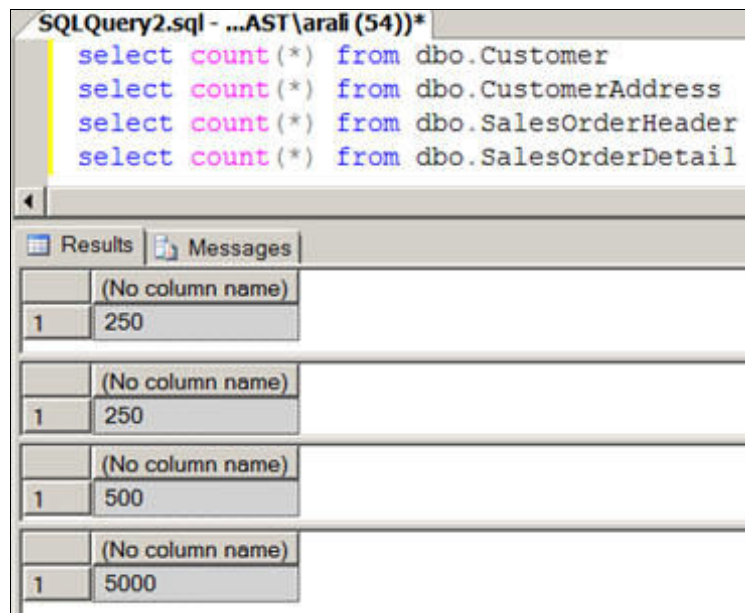 SQLQuery2.sql - ...AST\arali (54))*
select count(*) from dbo.Customer
select count(*) from dbo.CustomerAddress
select count(*) from dbo.SalesOrderHeader
select count(*) from dbo.SalesOrderDetail
Results Messages
(No column name)
1 250
(No column name)
1 250
(No column name)
1 500
(No column name)
1 5000